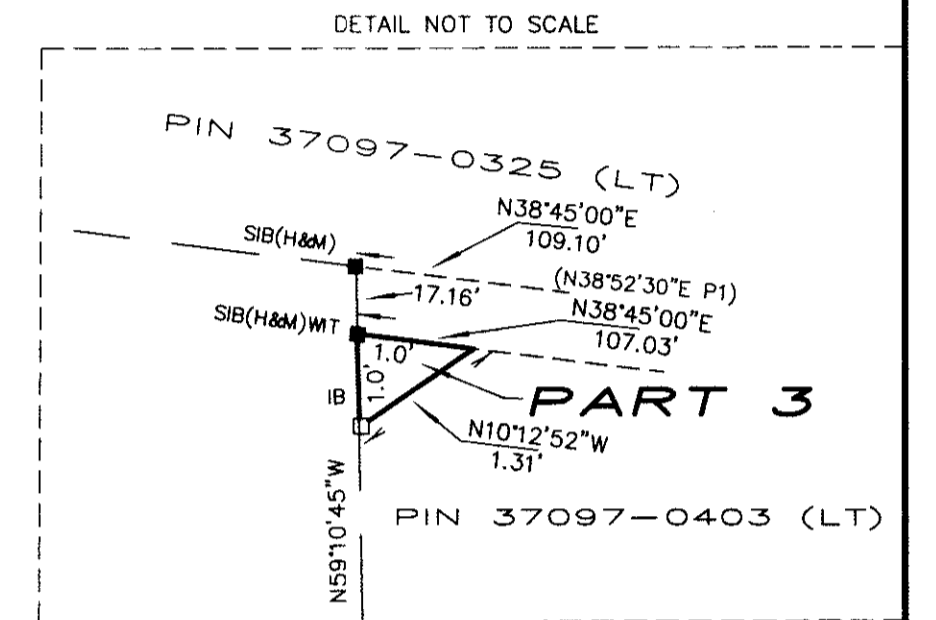 DETAIL NOT TO SCALE
PIN 37097-0325 (LT)
N38°45'00"E
109.10'
SIB(H&M)
(N38°52'30"E P1)
17.16'
SIB(H&M)WIT
N38°45'00"E
107.03'
1.0'
1.0'
IB
PART 3
N10°12'52"W
1.31'
N59°10'45"W
PIN 37097-0403 (LT)